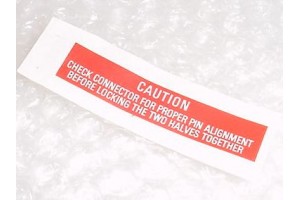 CAUTION
CHECK CONNECTOR FOR PROPER PIN ALIGNMENT
BEFORE LOCKING THE TWO HALVES TOGETHER